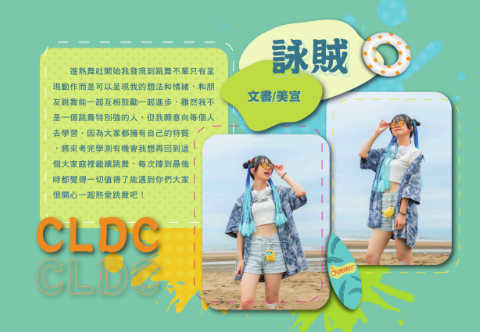 詠賊
文書/美宣
進熱舞社開始我發現到跳舞不單只有呈
現動作而是可以呈現我的想法和情緒,和朋
友跳舞能一起互相鼓勵一起進步,雖然我不
是一個跳舞特別強的人,但我願意向每個人
去學習,因為大家都擁有自己的特質
,將來考完學測有機會我想再回到這
個大家庭裡繼續跳舞,每次撐到最後
時都覺得一切值得了能遇到你們大家
很開心一起熱愛跳舞吧!
CLDC
CLDC
SUMMER